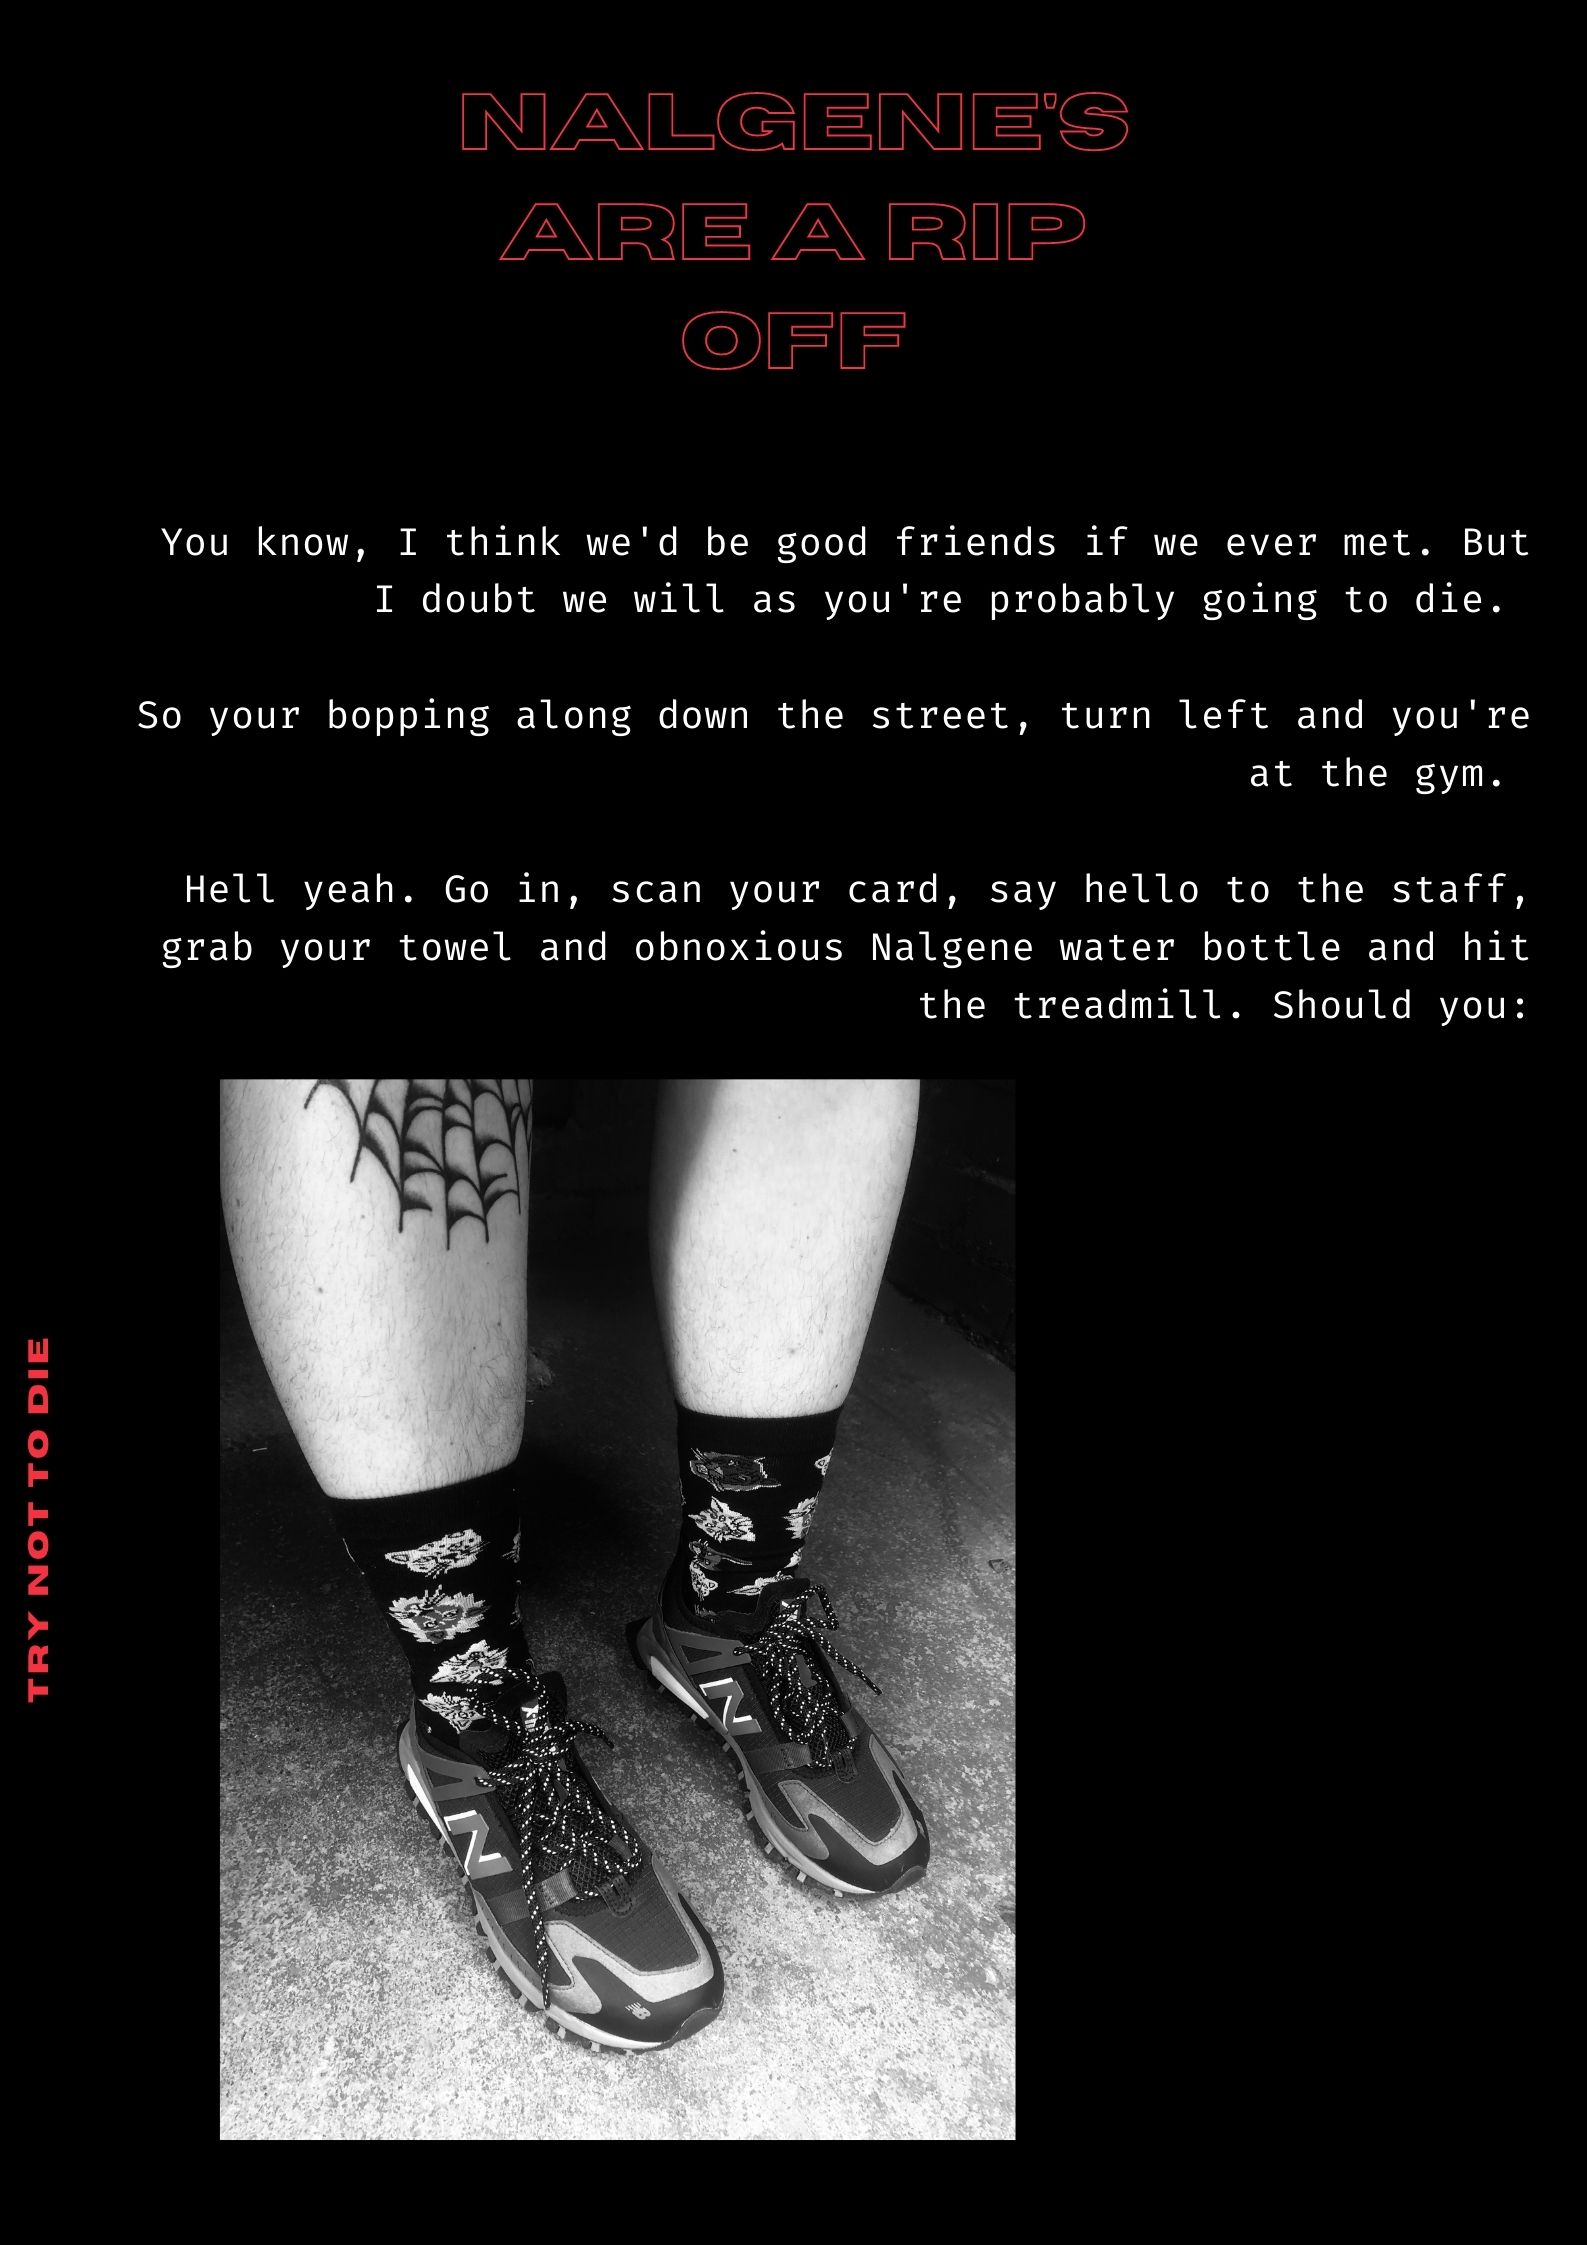 NALGENE'S
ARE A RIP
OFF
You know, I think we'd be good friends if we ever met. But
I doubt we will as you're probably going to die.
So your bopping along down the street, turn left and you're
at the gym.
Hell yeah. Go in, scan your card, say hello to the staff,
grab your towel and obnoxious Nalgene water bottle and hit
the treadmill. Should you:
TRY NOT TO DIE
N
N
NB